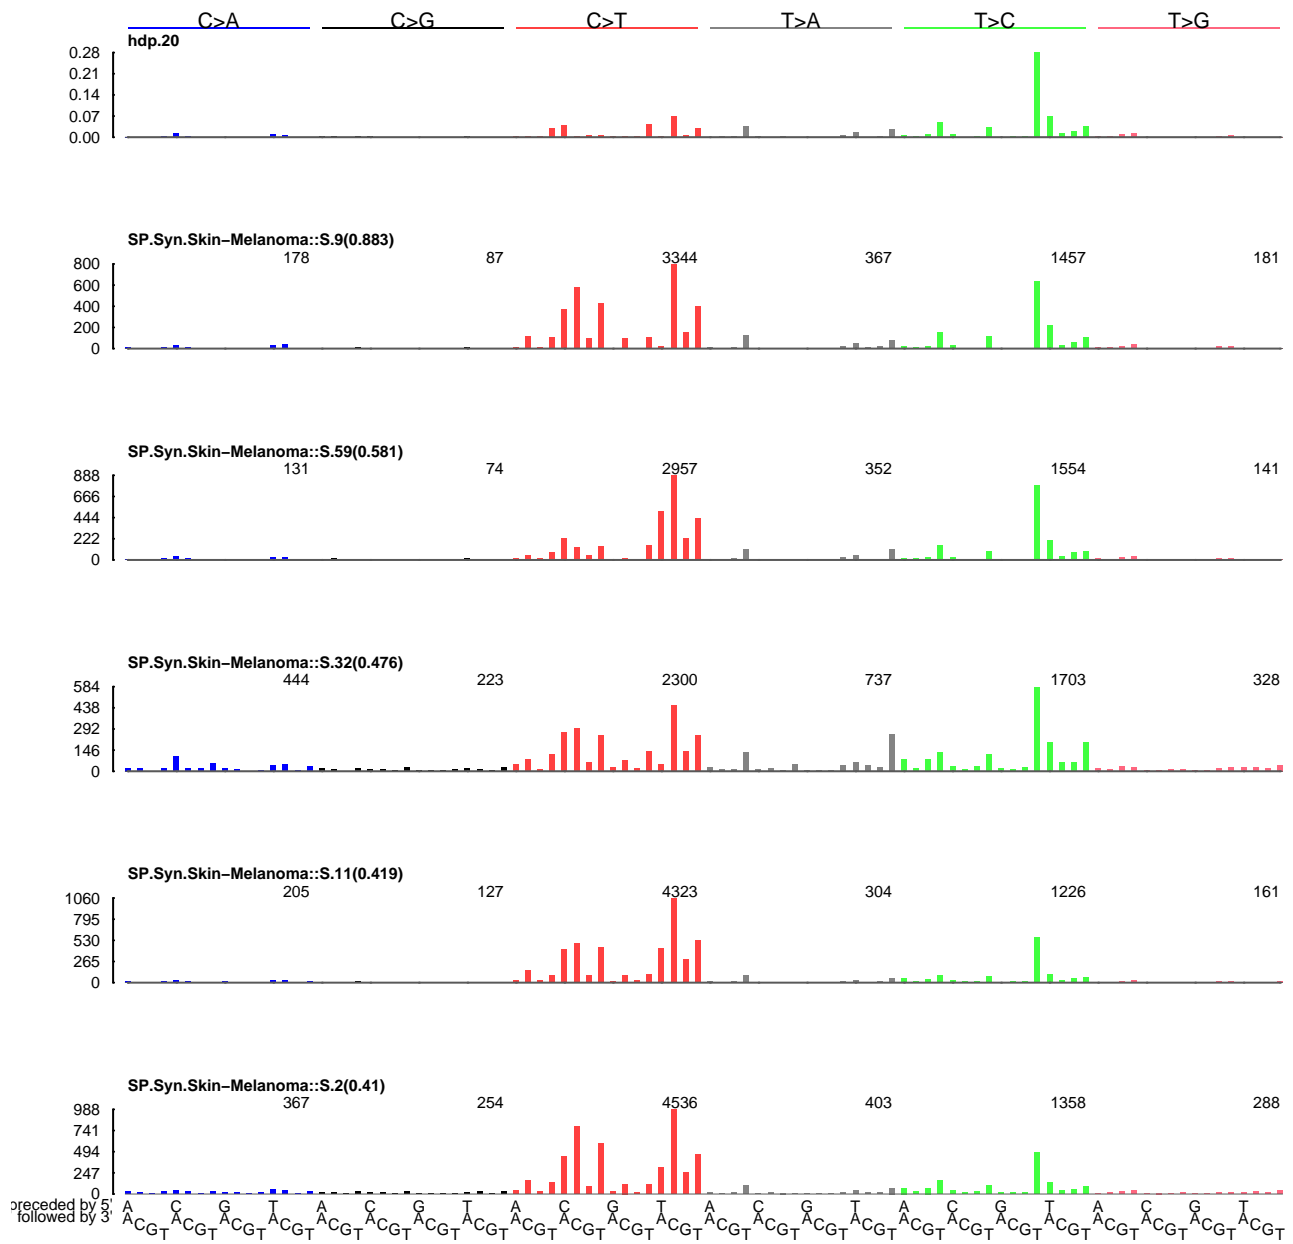 C>A C>G C>T T>A T>C T>G
hdp.20
0.28
0.21
0.14
0.07
0.00
SP.Syn.Skin−Melanoma::S.9(0.883)
178 87 3344 367 1457 181
800
600
400
200
0
SP.Syn.Skin−Melanoma::S.59(0.581)
131 74 2957 352 1554 141
888
666
444
222
0
SP.Syn.Skin−Melanoma::S.32(0.476)
444 223 2300 737 1703 328
584
438
292
146
0
SP.Syn.Skin−Melanoma::S.11(0.419)
205 127 4323 304 1226 161
1060
795
530
265
0
SP.Syn.Skin−Melanoma::S.2(0.41)
367 254 4536 403 1358 288
988
741
494
247
0
preceded by 5' A C G T A C G T A C G T A C G T A C G T A C G T
followed by 3' A C G T A C G T A C G T A C G T A C G T A C G T A C G T A C G T A C G T A C G T A C G T A C G T A C G T A C G T A C G T A C G T A C G T A C G T A C G T A C G T A C G T A C G T A C G T A C G T